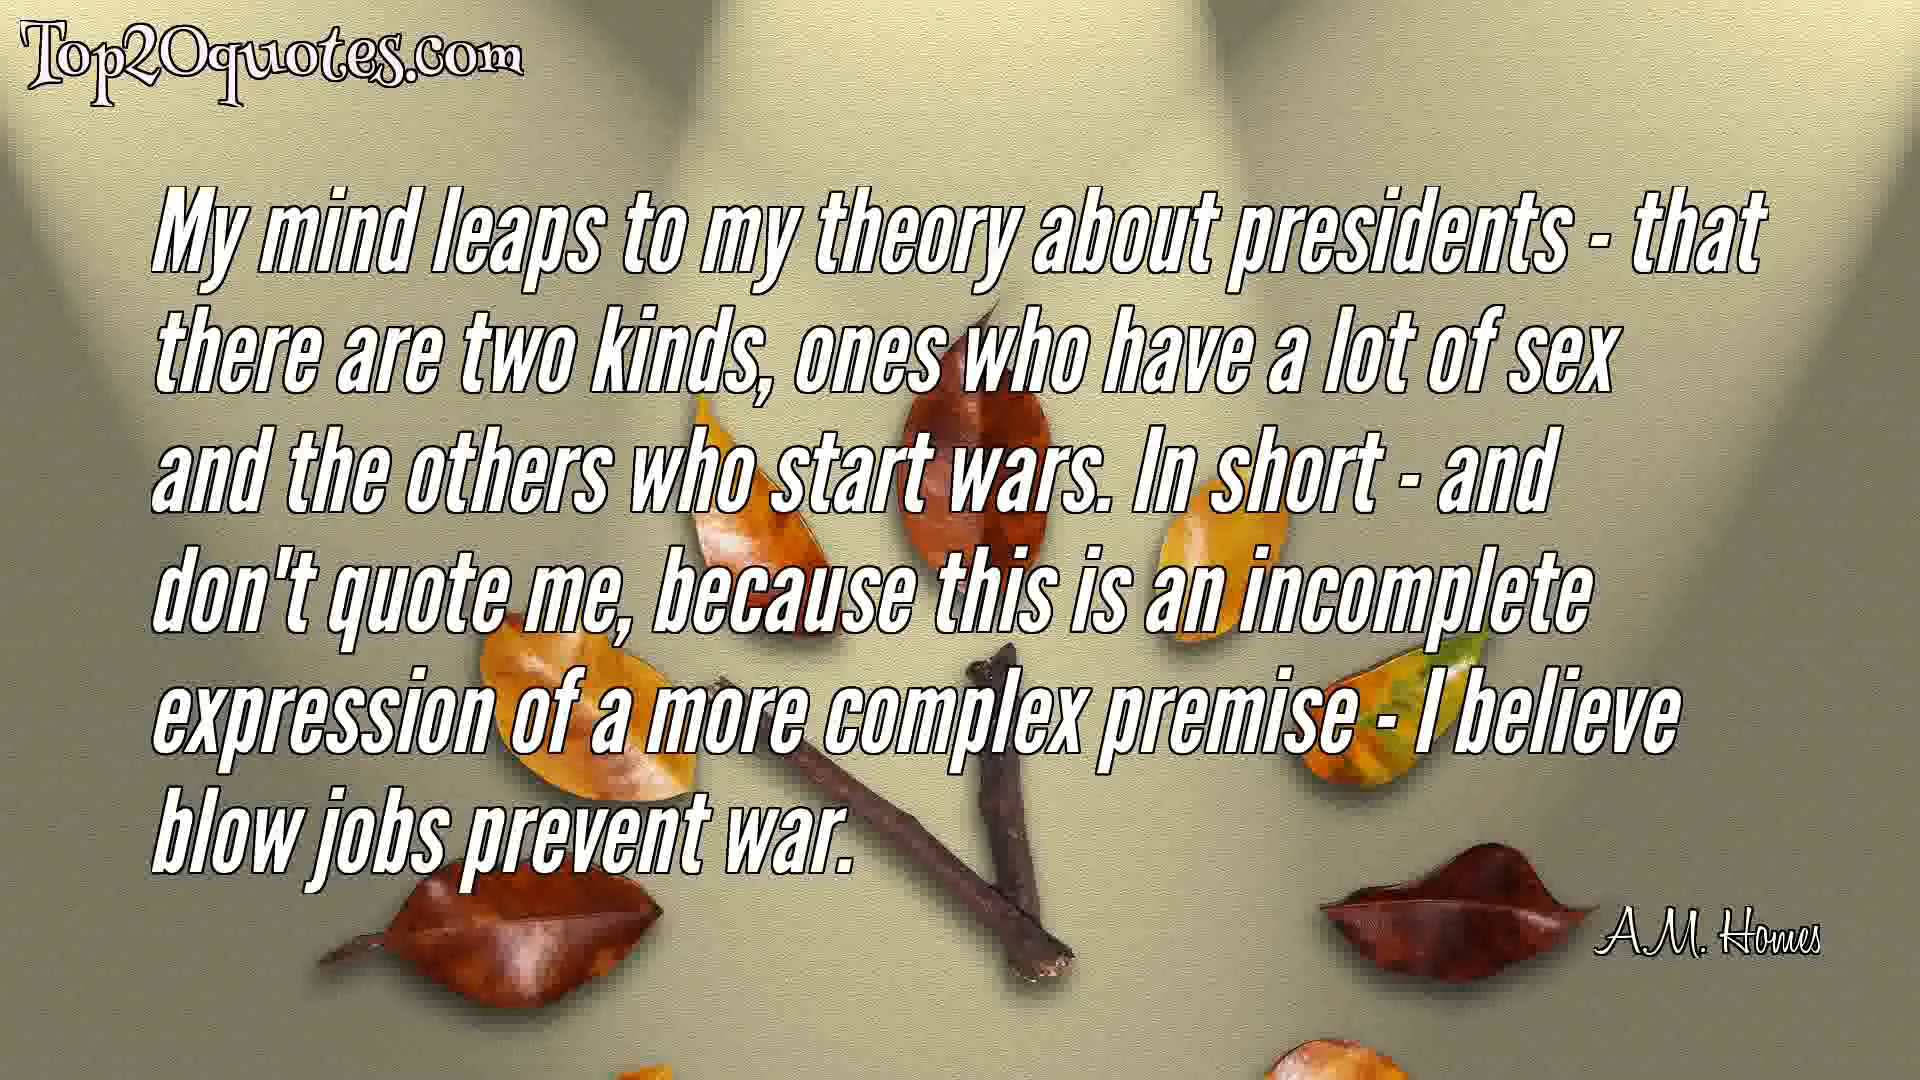 Top20quotes.com
My mind leaps to my theory about presidents - that
there are two kinds, ones who have a lot of sex
and the others who start wars. In short - and
don't quote me, because this is an incomplete
expression of a more complex premise - I believe
blow jobs prevent war.
A.M. Homes